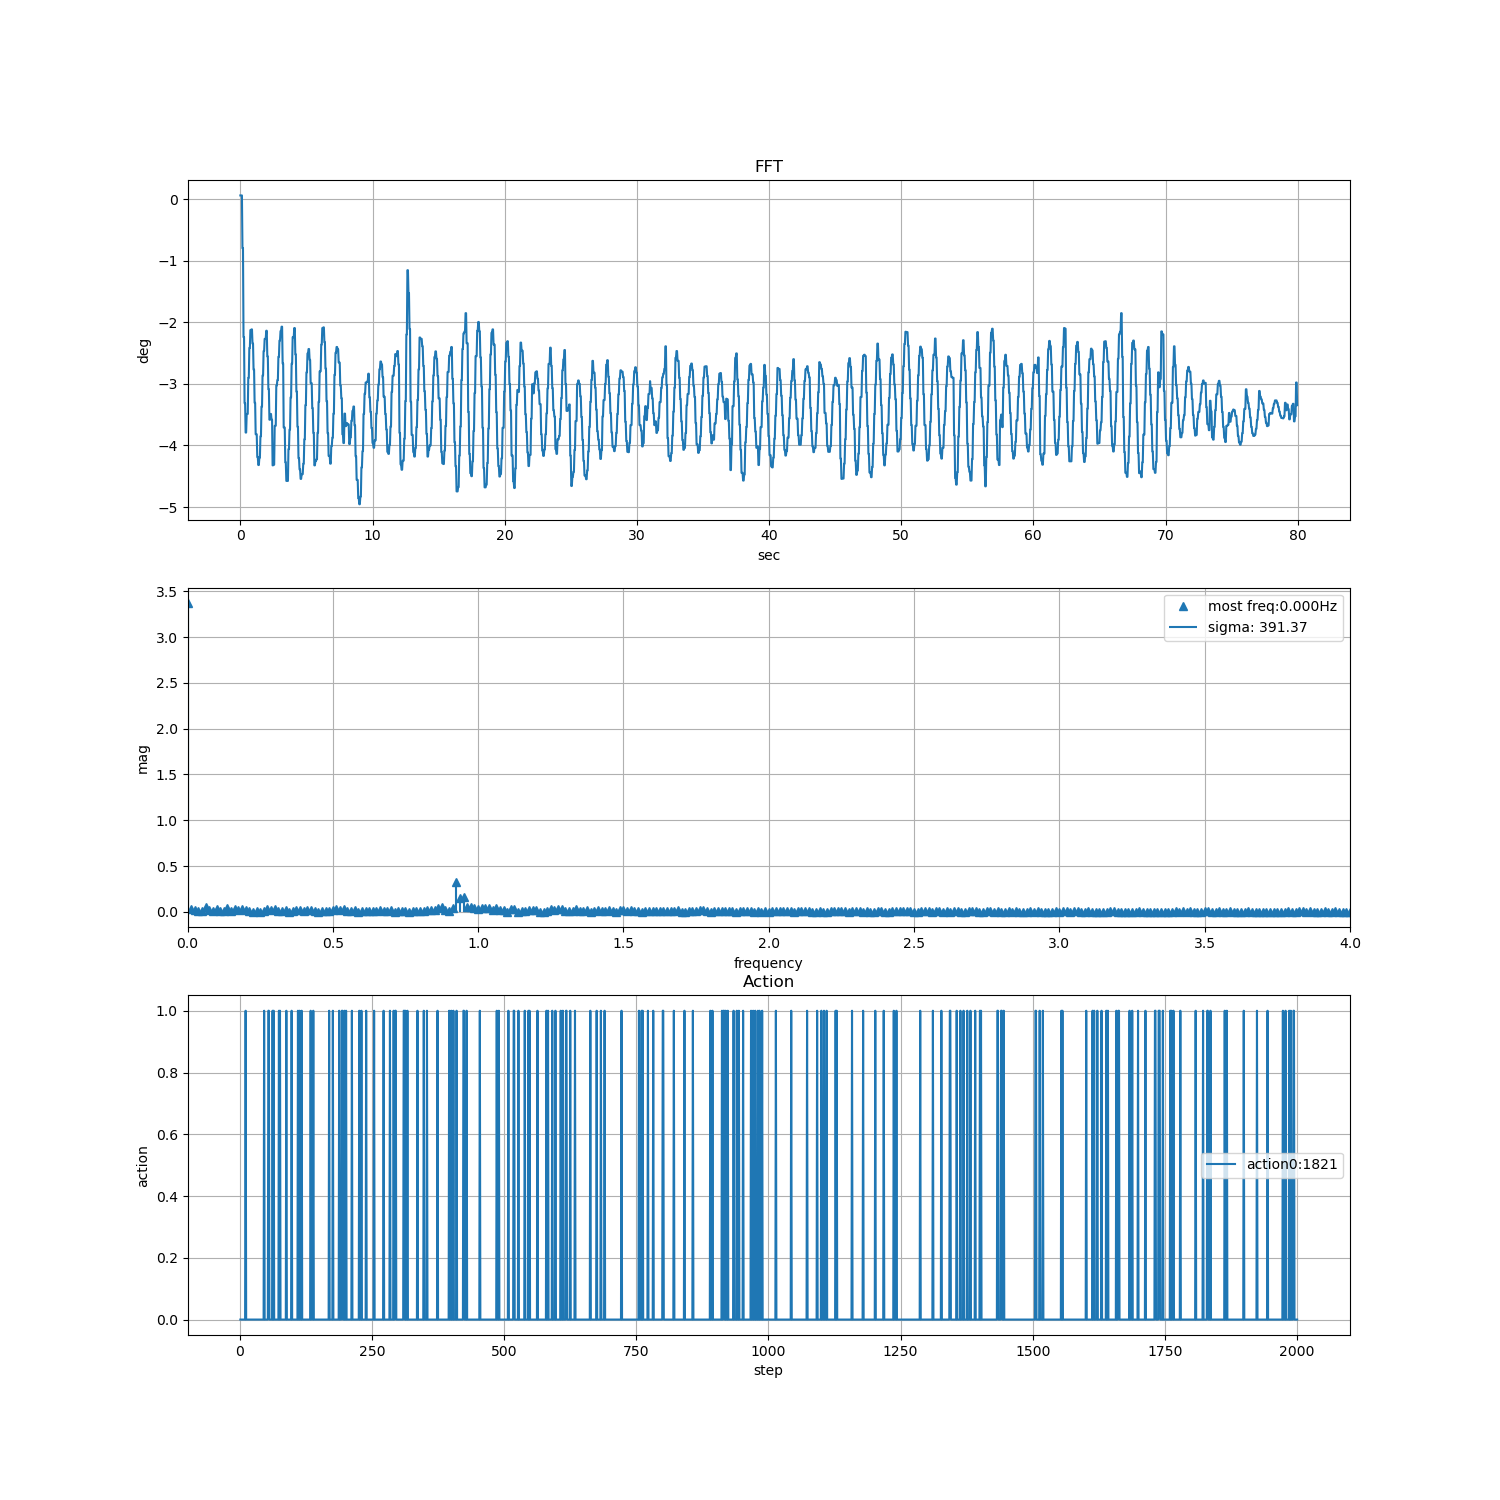 FFT
0
−1
−2
−3
−4
−5
deg
0 10 20 30 40 50 60 70 80
sec
3.5
3.0
2.5
2.0
1.5
1.0
0.5
0.0
mag
most freq:0.000Hz
sigma: 391.37
0.0 0.5 1.0 1.5 2.0 2.5 3.0 3.5 4.0
frequency
Action
1.0
0.8
0.6
0.4
0.2
0.0
action
action0:1821
0 250 500 750 1000 1250 1500 1750 2000
step